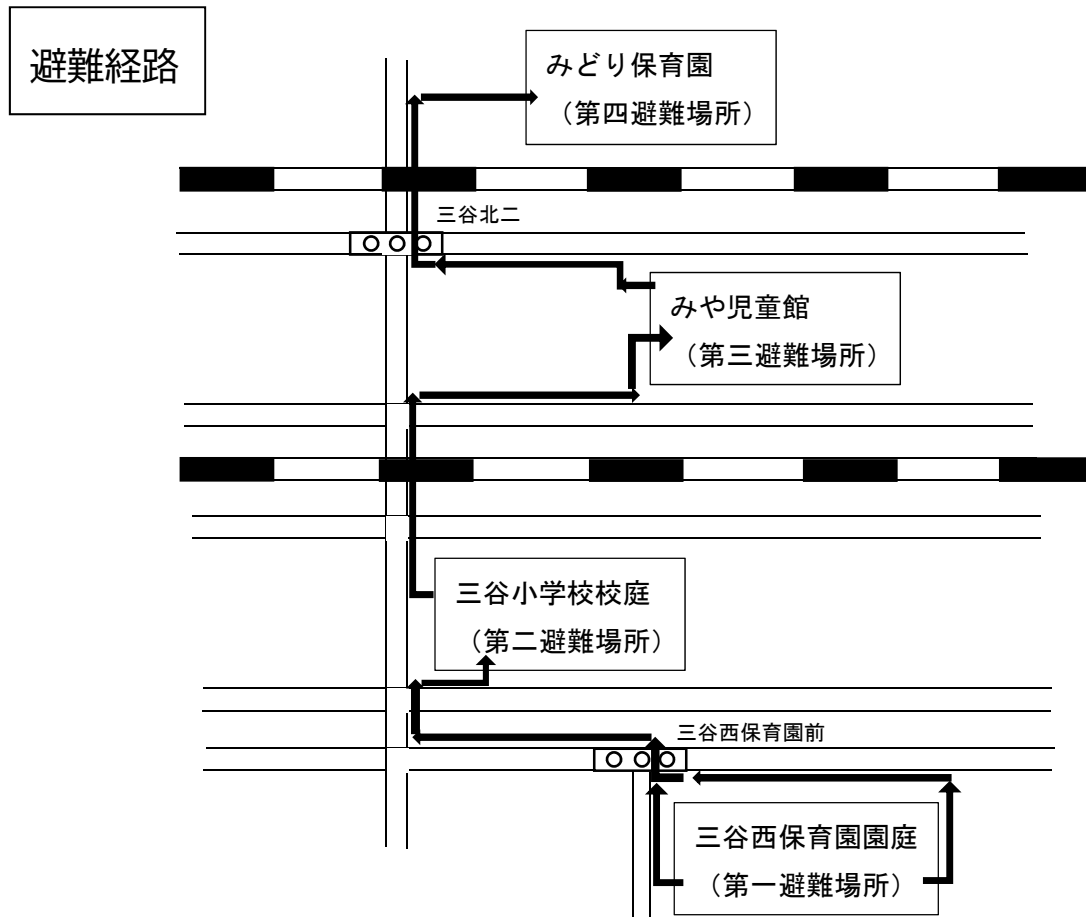 避難経路
みどり保育園
（第四避難場所）
三谷北二
みや児童館
（第三避難場所）
三谷小学校校庭
（第二避難場所）
三谷西保育園前
三谷西保育園園庭
（第一避難場所）